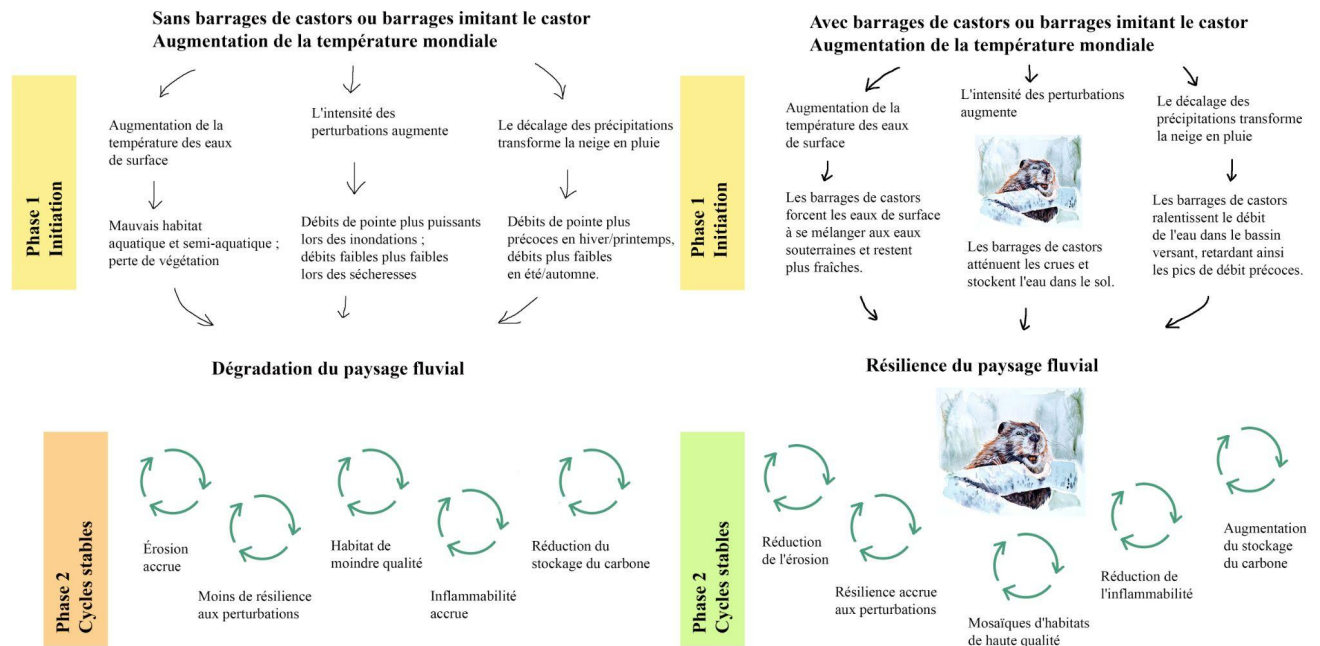 Sans barrages de castors ou barrages imitant le castor
Augmentation de la température mondiale
Phase 1
Initiation
Augmentation de la
température des eaux
de surface
L'intensité des
perturbations augmente
Le décalage des précipitations
transforme la neige en pluie
Mauvais habitat
aquatique et semi-aquatique ;
perte de végétation
Débits de pointe plus puissants
lors des inondations ;
débits faibles plus faibles
lors des sécheresses
Débits de pointe plus
précoces en hiver/printemps,
débits plus faibles
en été/automne.
Dégradation du paysage fluvial
Phase 2
Cycles stables
Érosion
accrue
Moins de résilience
aux perturbations
Habitat de
moindre qualité
Inflammabilité
accrue
Réduction du
stockage du carbone
Avec barrages de castors ou barrages imitant le castor
Augmentation de la température mondiale
Phase 1
Initiation
Augmentation de la
température des eaux
de surface
L'intensité des perturbations
augmente
Le décalage des
précipitations transforme
la neige en pluie
Les barrages de castors
forcent les eaux de surface
à se mélanger aux eaux
souterraines et restent
plus fraîches.
Les barrages de castors
atténuent les crues et
stockent l'eau dans le sol.
Les barrages de castors
ralentissent le débit
de l'eau dans le bassin
versant, retardant ainsi
les pics de débit précoces.
Résilience du paysage fluvial
Phase 2
Cycles stables
Réduction
de l'érosion
Résilience accrue
aux perturbations
Mosaïques d'habitats
de haute qualité
Réduction de
l'inflammabilité
Augmentation
du stockage
du carbone